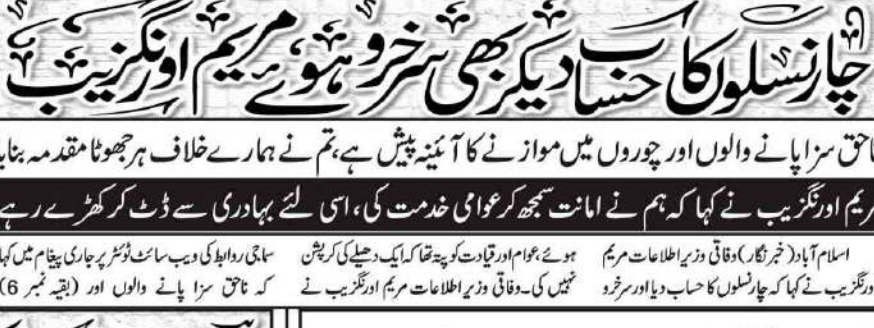 چار نسلوں کا حساب دیکر بھی سرخرو ہوئے، مریم اورنگزیب
ناحق سزا پانے والوں اور چوروں میں موازنے کا آئینہ پیش ہے، تم نے ہمارے خلاف ہر جھوٹا مقدمہ بنایا
مریم اورنگزیب نے کہا کہ ہم نے امانت سمجھ کر عوامی خدمت کی، اسی لئے بہادری سے ڈٹ کر کھڑے رہے
اسلام آباد (خبر نگار) وفاقی وزیر اطلاعات مریم
اورنگزیب نے کہا کہ چار نسلوں کا حساب دیا اور سرخرو
ہوئے، عوام اور قیادت کو پتہ تھا کہ ایک دھیلے کی کرپشن
نہیں کی۔ وفاقی وزیر اطلاعات مریم اورنگزیب نے
سماجی روابط کی ویب سائٹ ٹوئٹر پر جاری پیغام میں کہا
کہ ناحق سزا پانے والوں اور (بقیہ نمبر 6)